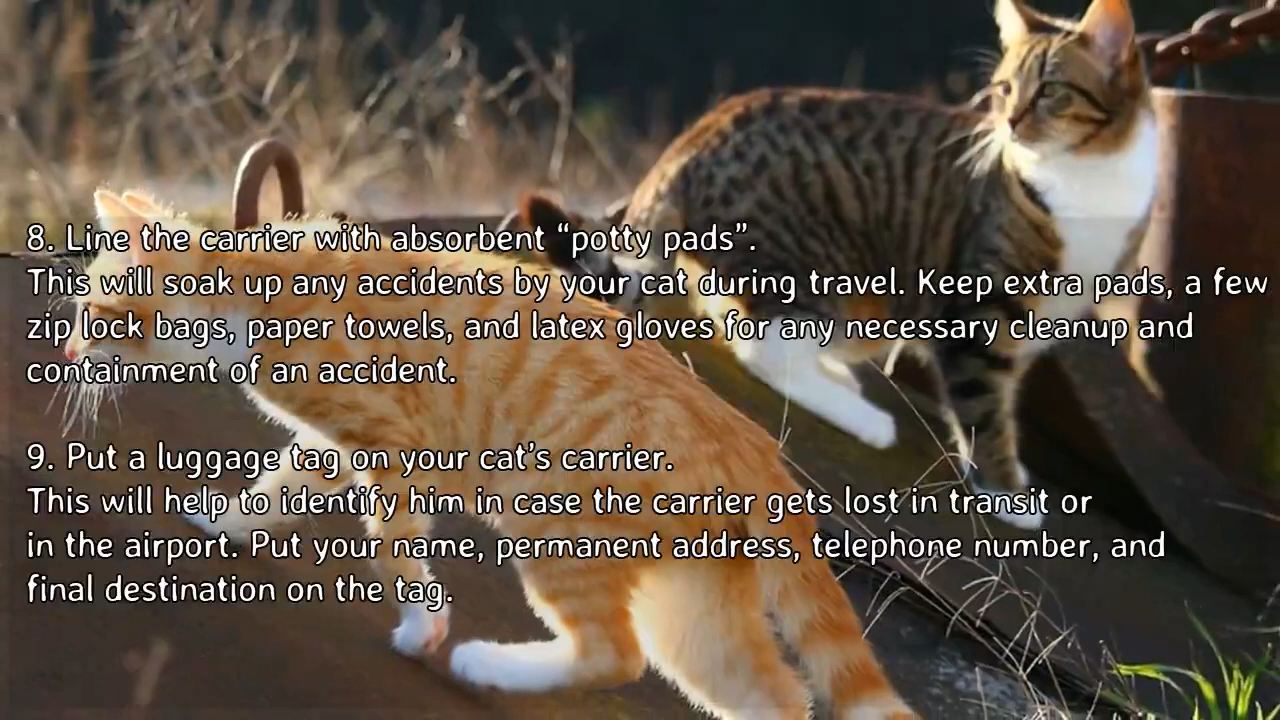 8. Line the carrier with absorbent “potty pads”.
This will soak up any accidents by your cat during travel. Keep extra pads, a few
zip lock bags, paper towels, and latex gloves for any necessary cleanup and
containment of an accident.
9. Put a luggage tag on your cat’s carrier.
This will help to identify him in case the carrier gets lost in transit or
in the airport. Put your name, permanent address, telephone number, and
final destination on the tag.